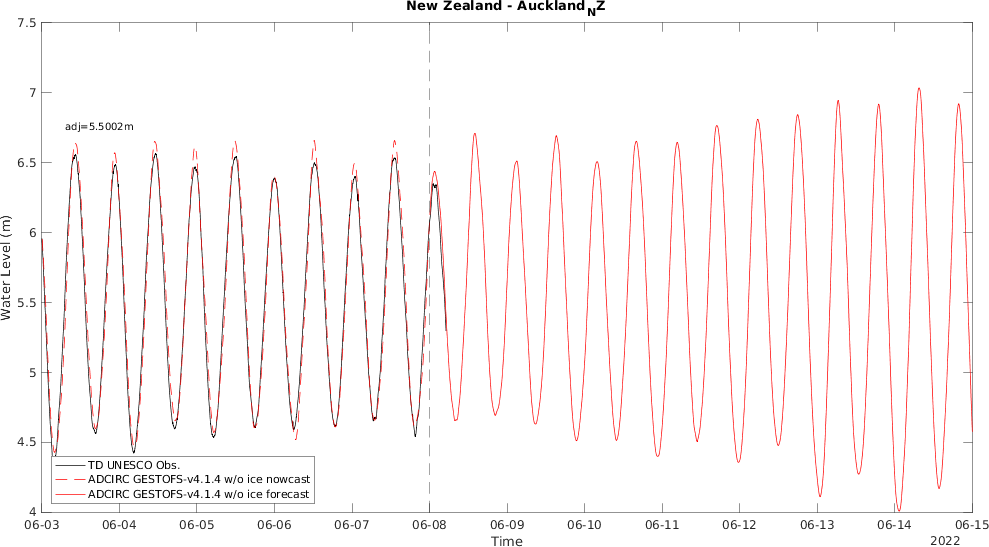 New Zealand - Auckland_NZ
7.5
7
6.5
6
5.5
5
4.5
4
Water Level (m)
adj=5.5002m
TD UNESCO Obs.
ADCIRC GESTOFS-v4.1.4 w/o ice nowcast
ADCIRC GESTOFS-v4.1.4 w/o ice forecast
06-03 06-04 06-05 06-06 06-07 06-08 06-09 06-10 06-11 06-12 06-13 06-14 06-15
Time
2022